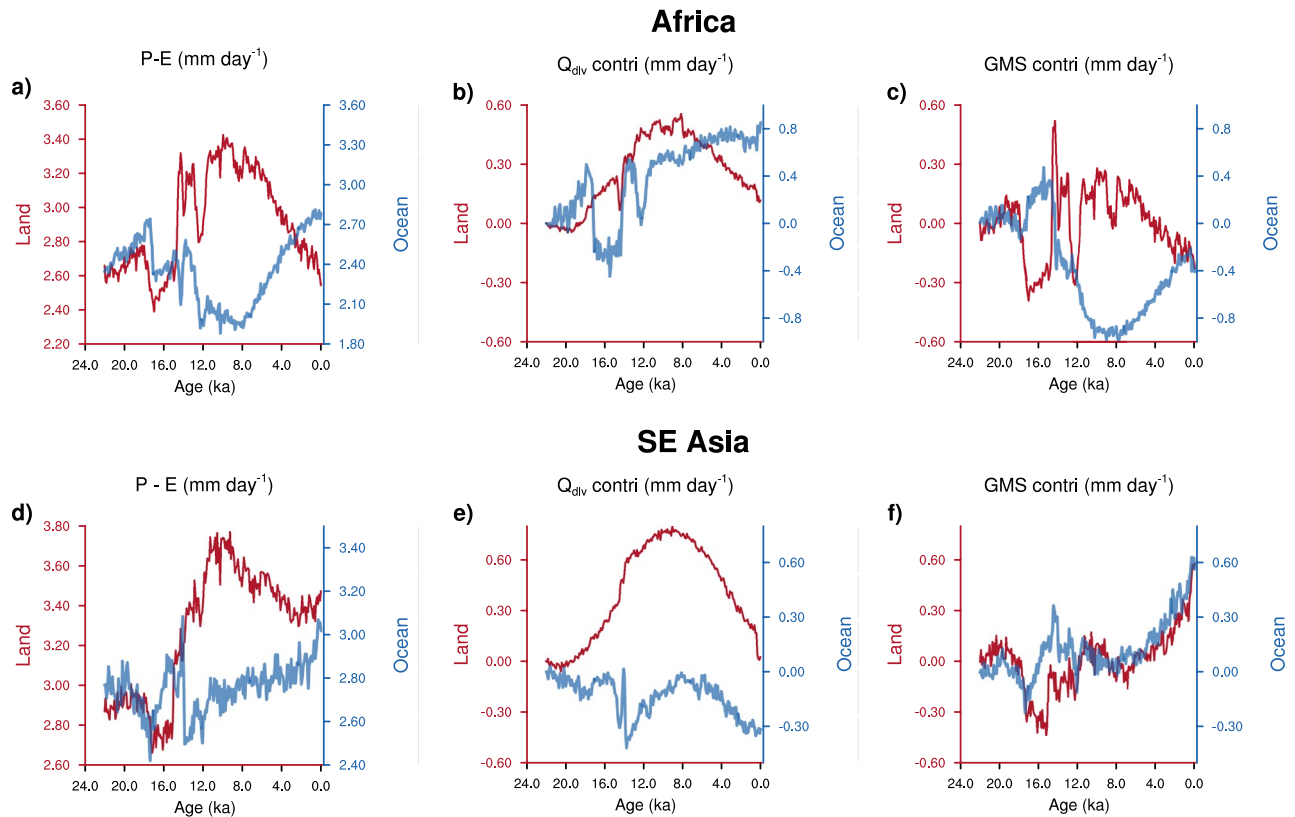 Africa
P-E (mm day-1)
Qdlv contri (mm day-1)
GMS contri (mm day-1)
a)
b)
c)
3.60
3.40
3.20
3.00
2.80
2.60
2.40
2.20
Land
3.60
3.30
3.00
2.70
2.40
2.10
1.80
Ocean
24.0 20.0 16.0 12.0 8.0 4.0 0.0
Age (ka)
0.60
0.30
0.00
-0.30
-0.60
Land
0.8
0.4
0.0
-0.4
-0.8
Ocean
24.0 20.0 16.0 12.0 8.0 4.0 0.0
Age (ka)
0.60
0.30
0.00
-0.30
-0.60
Land
0.8
0.4
0.0
-0.4
-0.8
Ocean
24.0 20.0 16.0 12.0 8.0 4.0 0.0
Age (ka)
SE Asia
P - E (mm day-1)
Qdlv contri (mm day-1)
GMS contri (mm day-1)
d)
e)
f)
3.80
3.60
3.40
3.20
3.00
2.80
2.60
Land
3.40
3.20
3.00
2.80
2.60
2.40
Ocean
24.0 20.0 16.0 12.0 8.0 4.0 0.0
Age (ka)
0.60
0.30
0.00
-0.30
-0.60
Land
0.60
0.30
0.00
-0.30
Ocean
24.0 20.0 16.0 12.0 8.0 4.0 0.0
Age (ka)
0.60
0.30
0.00
-0.30
-0.60
Land
0.60
0.30
0.00
-0.30
Ocean
24.0 20.0 16.0 12.0 8.0 4.0 0.0
Age (ka)